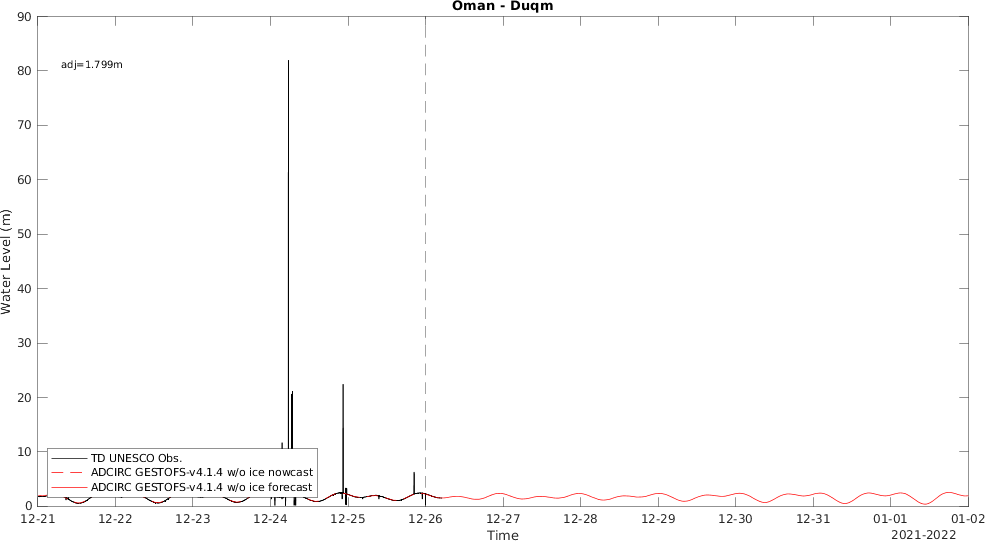 Oman - Duqm
90
80
70
60
50
40
30
20
10
0
Water Level (m)
adj=1.799m
TD UNESCO Obs.
ADCIRC GESTOFS-v4.1.4 w/o ice nowcast
ADCIRC GESTOFS-v4.1.4 w/o ice forecast
12-21 12-22 12-23 12-24 12-25 12-26 12-27 12-28 12-29 12-30 12-31 01-01 01-02
Time
2021-2022